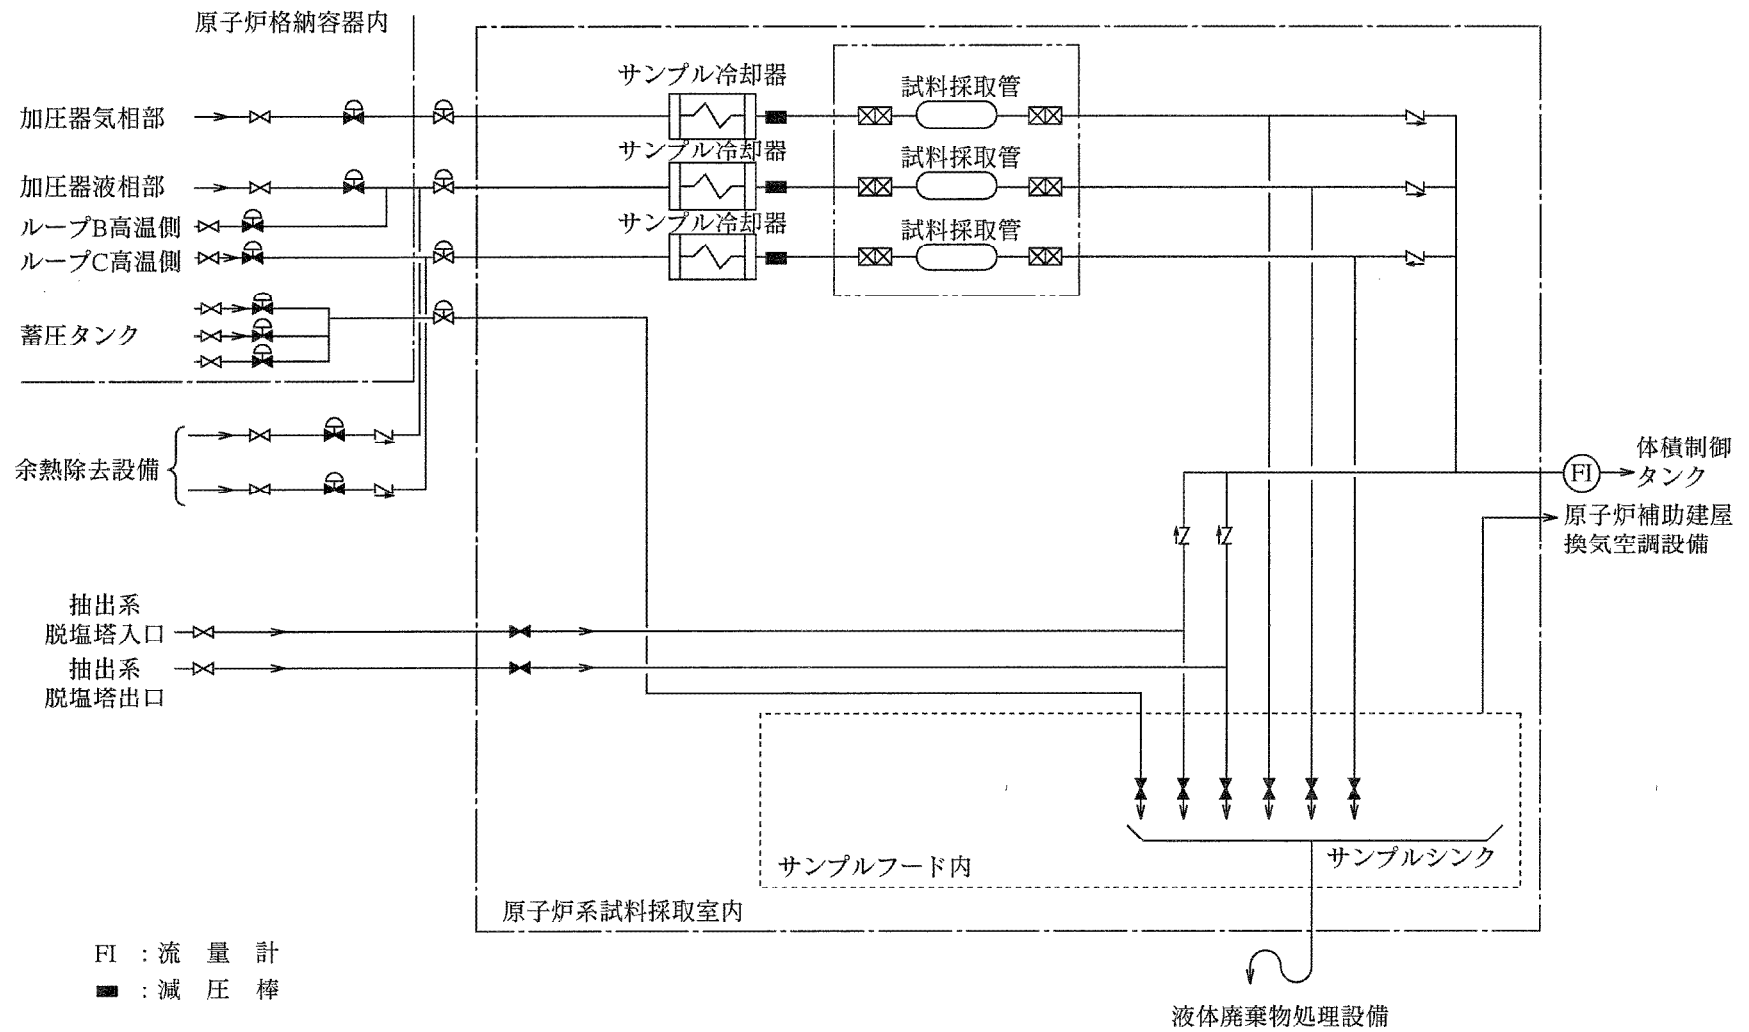 原子炉格納容器内
サンプル冷却器
試料採取管
加圧器気相部
サンプル冷却器
試料採取管
加圧器液相部
ループB高温側
サンプル冷却器
試料採取管
ループC高温側
蓄圧タンク
余熱除去設備
体積制御
タンク
FI
原子炉補助建屋
換気空調設備
抽出系
脱塩塔入口
抽出系
脱塩塔出口
サンプルシンク
サンプルフード内
原子炉系試料採取室内
FI :流量計
:減圧棒
液体廃棄物処理設備